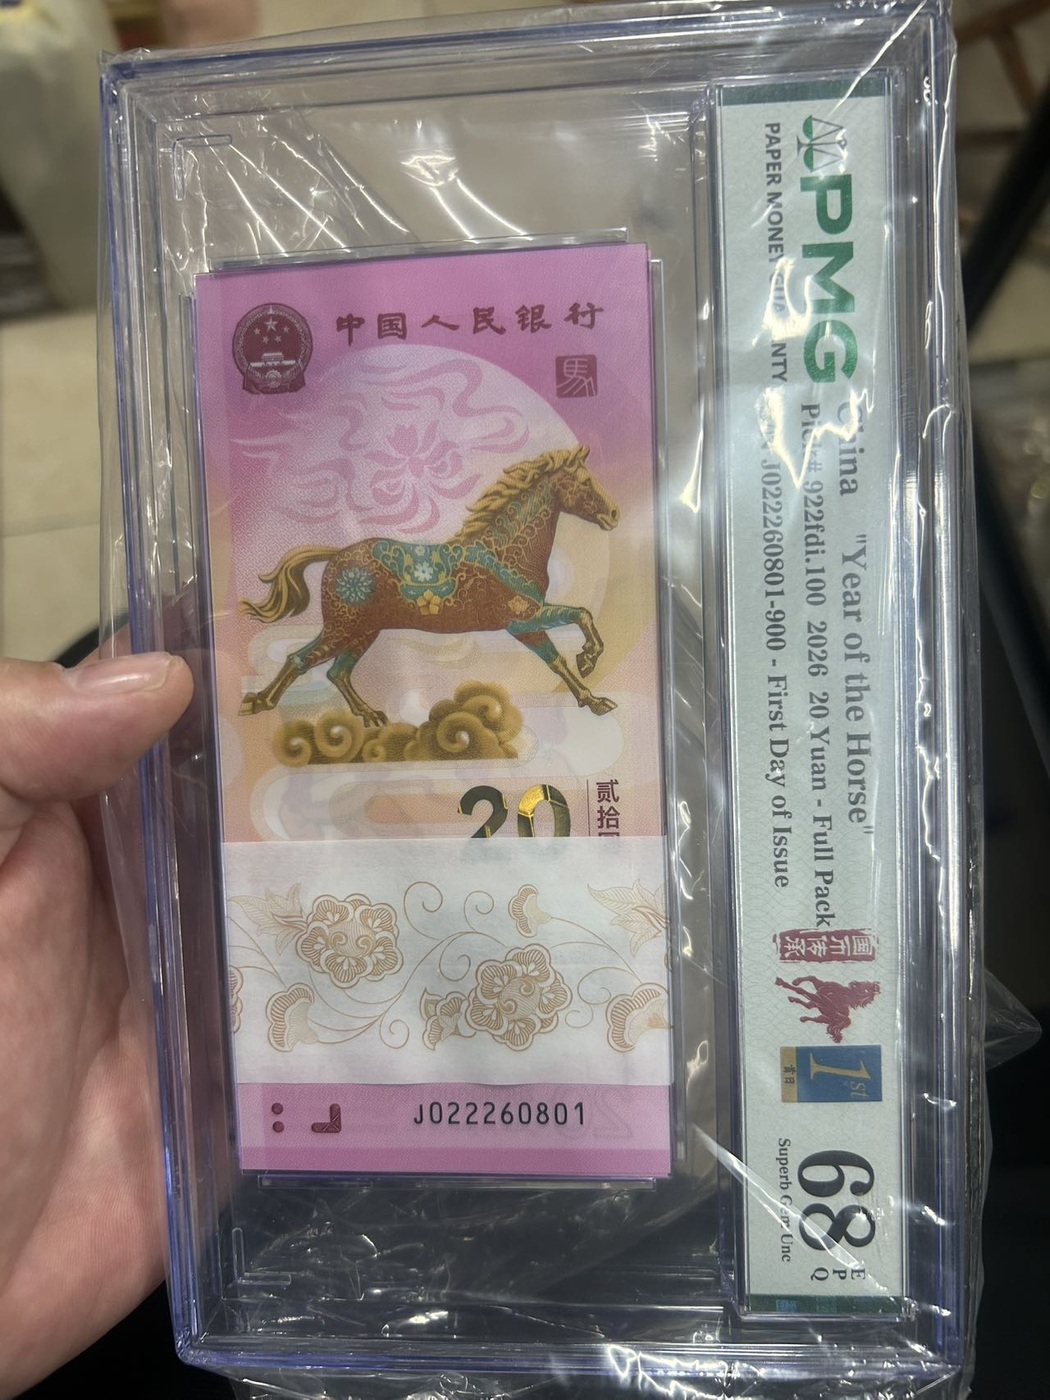 中国人民银行
馬
20
贰拾
J022260801
PMG
PAPER MONEY GUARANTY
China "Year of the Horse"
Pick# 922fdi.100 2026 20 Yuan - Full Pack
J022260801-900 - First Day of Issue
1st
首日
68 EPQ
Superb Gem Unc